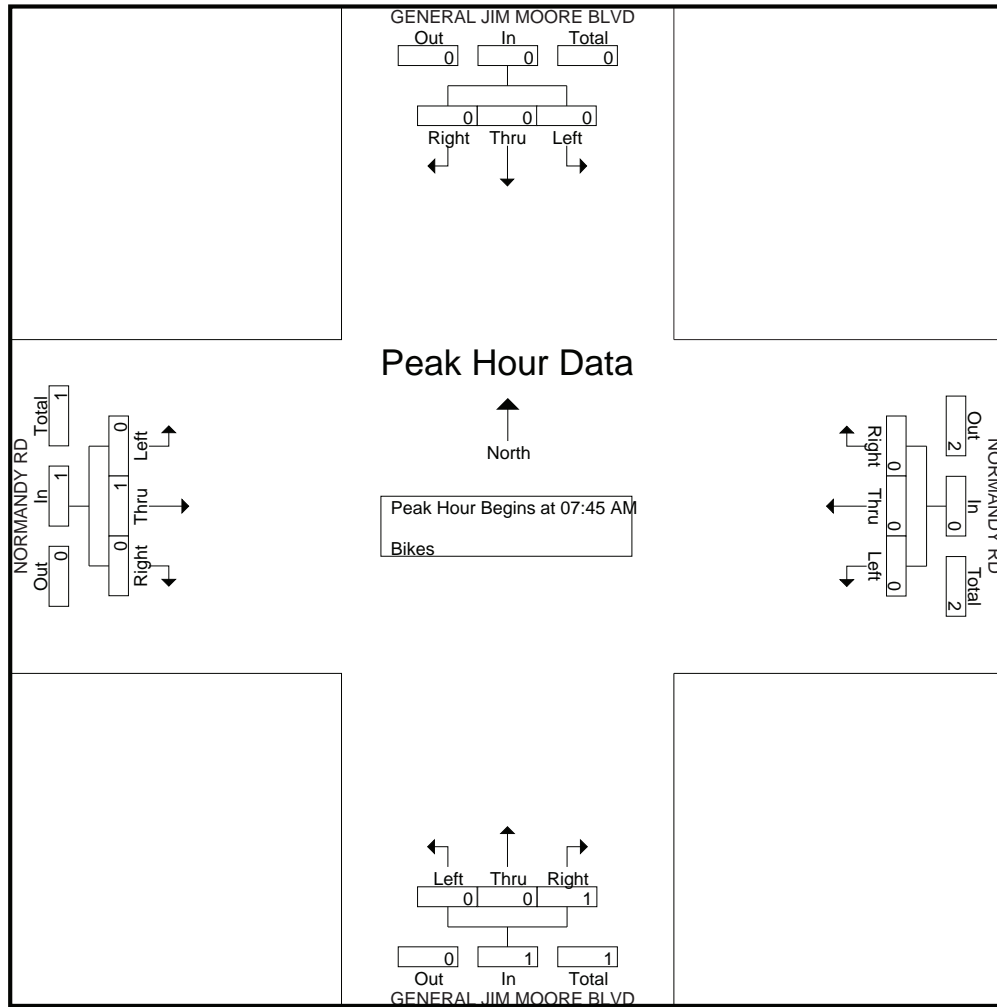 GENERAL JIM MOORE BLVD
Out In Total
0 0 0
0 0 0
Right Thru Left
Peak Hour Data
North
Peak Hour Begins at 07:45 AM
Bikes
NORMANDY RD
Total In Out
1 1 0
0 1 0
Left Thru Right
NORMANDY RD
Out In Total
2 0 2
0 0 0
Right Thru Left
Left Thru Right
0 0 1
0 1 1
Out In Total
GENERAL JIM MOORE BLVD